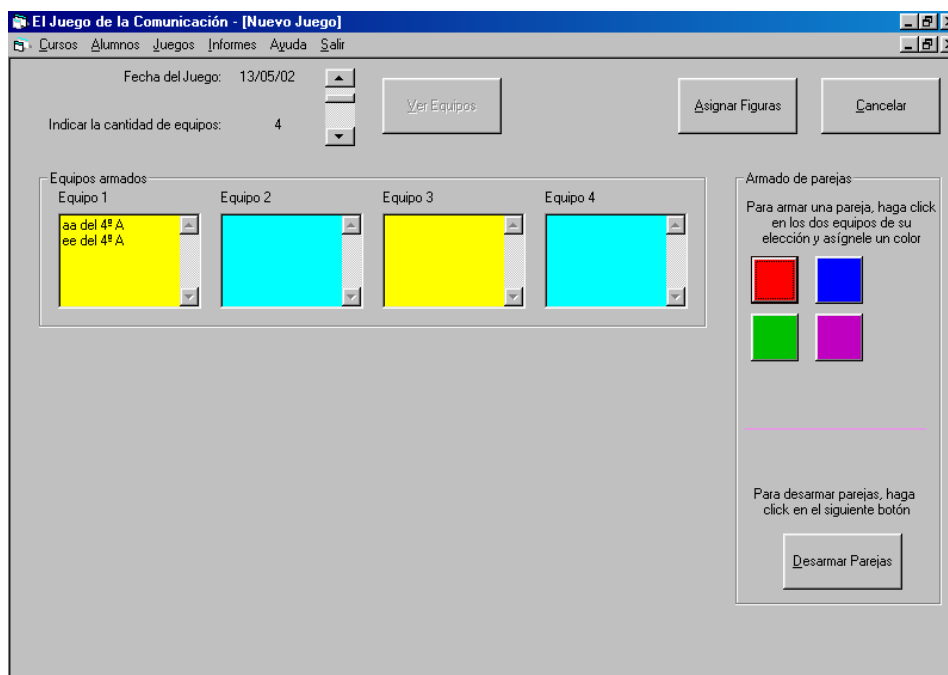 El Juego de la Comunicación - [Nuevo Juego]
Cursos Alumnos Juegos Informes Ayuda Salir
Fecha del Juego: 13/05/02
Indicar la cantidad de equipos: 4
Ver Equipos
Asignar Figuras
Cancelar
Equipos armados
Equipo 1
Equipo 2
Equipo 3
Equipo 4
aa del 4º A
ee del 4º A
Armado de parejas
Para armar una pareja, haga click
en los dos equipos de su
elección y asígnele un color
Para desarmar parejas, haga
click en el siguiente botón
Desarmar Parejas